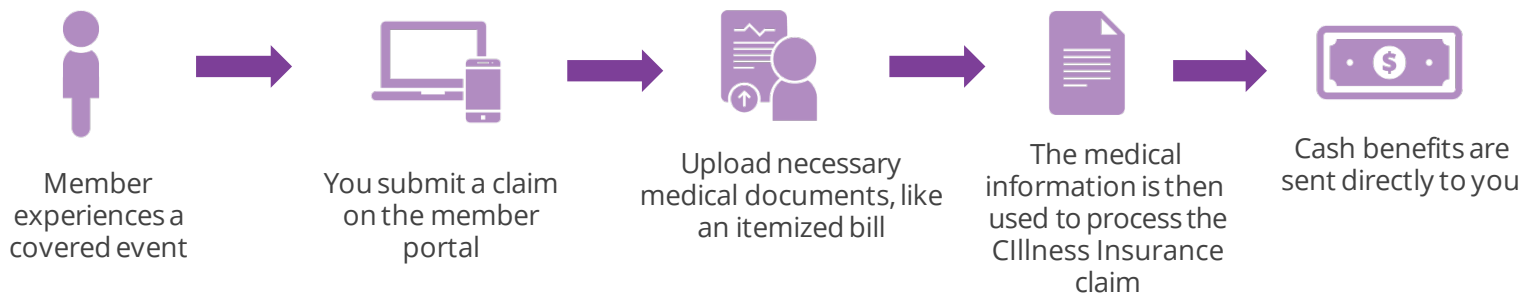 Member
experiences a
covered event
You submit a claim
on the member
portal
Upload necessary
medical documents, like
an itemized bill
The medical
information is then
used to process the
CIllness Insurance
claim
$
Cash benefits are
sent directly to you